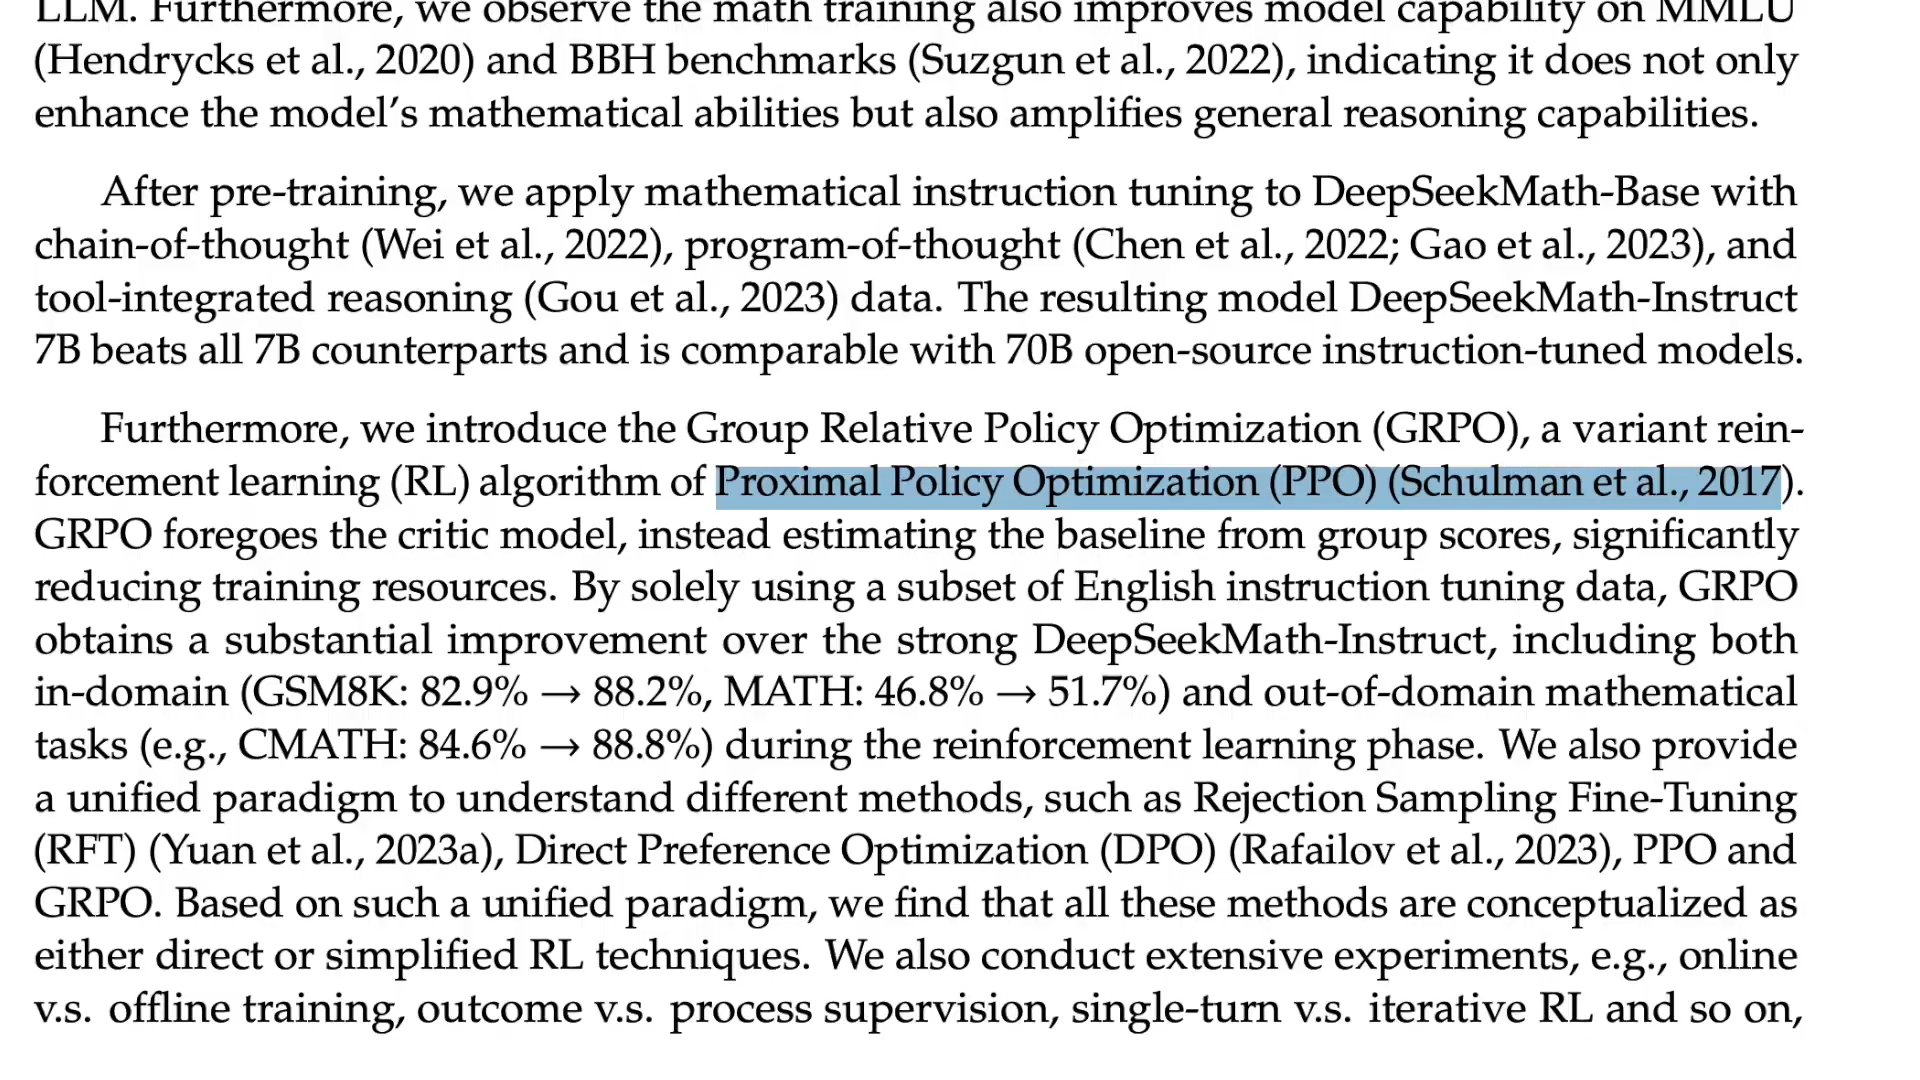 LLM. Furthermore, we observe the math training also improves model capability on MMLU
(Hendrycks et al., 2020) and BBH benchmarks (Suzgun et al., 2022), indicating it does not only
enhance the model’s mathematical abilities but also amplifies general reasoning capabilities.
After pre-training, we apply mathematical instruction tuning to DeepSeekMath-Base with
chain-of-thought (Wei et al., 2022), program-of-thought (Chen et al., 2022; Gao et al., 2023), and
tool-integrated reasoning (Gou et al., 2023) data. The resulting model DeepSeekMath-Instruct
7B beats all 7B counterparts and is comparable with 70B open-source instruction-tuned models.
Furthermore, we introduce the Group Relative Policy Optimization (GRPO), a variant rein-
forcement learning (RL) algorithm of Proximal Policy Optimization (PPO) (Schulman et al., 2017).
GRPO foregoes the critic model, instead estimating the baseline from group scores, significantly
reducing training resources. By solely using a subset of English instruction tuning data, GRPO
obtains a substantial improvement over the strong DeepSeekMath-Instruct, including both
in-domain (GSM8K: 82.9% → 88.2%, MATH: 46.8% → 51.7%) and out-of-domain mathematical
tasks (e.g., CMATH: 84.6% → 88.8%) during the reinforcement learning phase. We also provide
a unified paradigm to understand different methods, such as Rejection Sampling Fine-Tuning
(RFT) (Yuan et al., 2023a), Direct Preference Optimization (DPO) (Rafailov et al., 2023), PPO and
GRPO. Based on such a unified paradigm, we find that all these methods are conceptualized as
either direct or simplified RL techniques. We also conduct extensive experiments, e.g., online
v.s. offline training, outcome v.s. process supervision, single-turn v.s. iterative RL and so on,